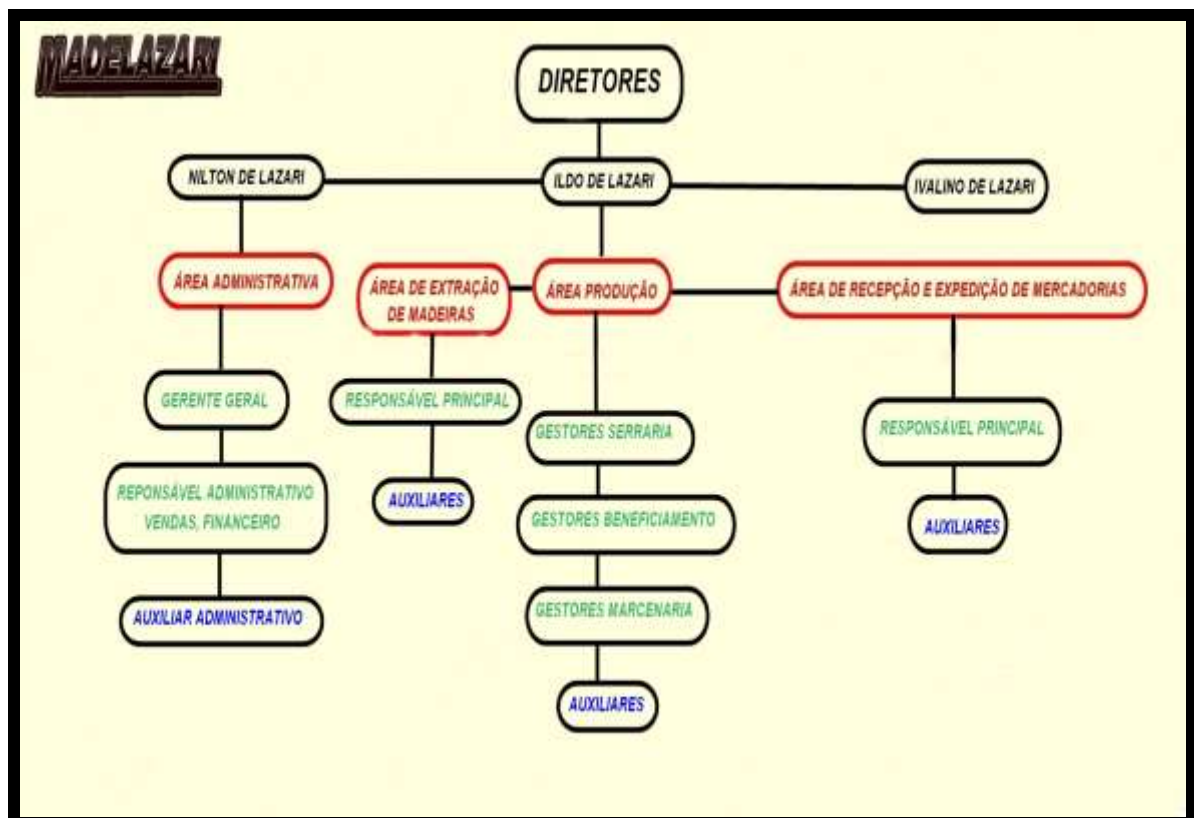 MADELAZARI
DIRETORES
NILTON DE LAZARI
ILDO DE LAZARI
IVALINO DE LAZARI
ÁREA ADMINISTRATIVA
ÁREA DE EXTRAÇÃO
DE MADEIRAS
ÁREA PRODUÇÃO
ÁREA DE RECEPÇÃO E EXPEDIÇÃO DE MERCADORIAS
GERENTE GERAL
RESPONSÁVEL PRINCIPAL
GESTORES SERRARIA
RESPONSÁVEL PRINCIPAL
REPONSÁVEL ADMINISTRATIVO
VENDAS, FINANCEIRO
AUXILIARES
GESTORES BENEFICIAMENTO
AUXILIARES
AUXILIAR ADMINISTRATIVO
GESTORES MARCENARIA
AUXILIARES